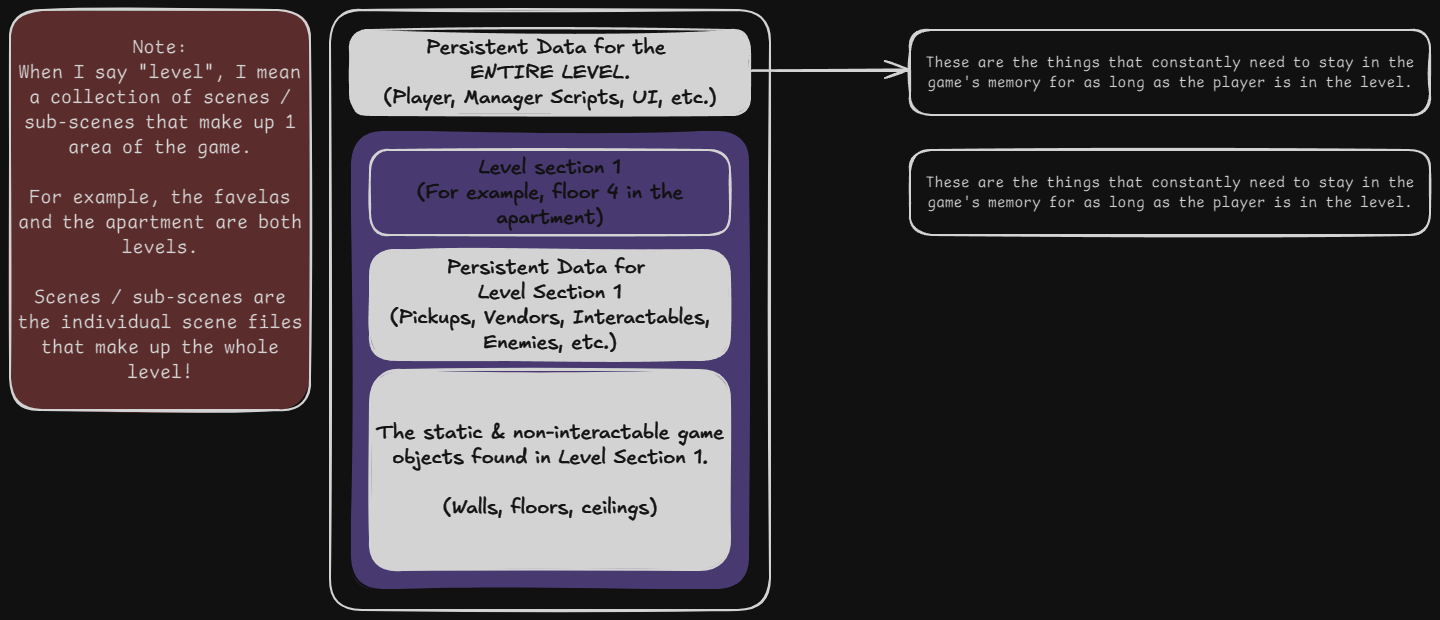 Note:
When I say "level", I mean
a collection of scenes /
sub-scenes that make up 1
area of the game.
For example, the favelas
and the apartment are both
levels.
Scenes / sub-scenes are
the individual scene files
that make up the whole
level!
Persistent Data for the
ENTIRE LEVEL.
(Player, Manager Scripts, UI, etc.)
Level section 1
(For example, floor 4 in the
apartment)
Persistent Data for
Level Section 1
(Pickups, Vendors, Interactables,
Enemies, etc.)
The static & non-interactable game
objects found in Level Section 1.
(Walls, floors, ceilings)
These are the things that constantly need to stay in the
game's memory for as long as the player is in the level.
These are the things that constantly need to stay in the
game's memory for as long as the player is in the level.